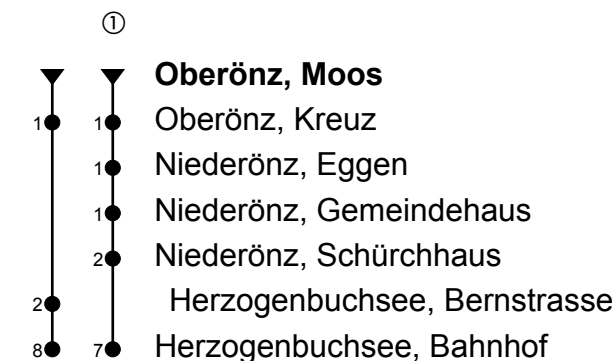 ①
Oberönz, Moos
1 1 Oberönz, Kreuz
1 Niederönz, Eggen
1 Niederönz, Gemeindehaus
2 Niederönz, Schürchhaus
2 Herzogenbuchsee, Bernstrasse
8 7 Herzogenbuchsee, Bahnhof